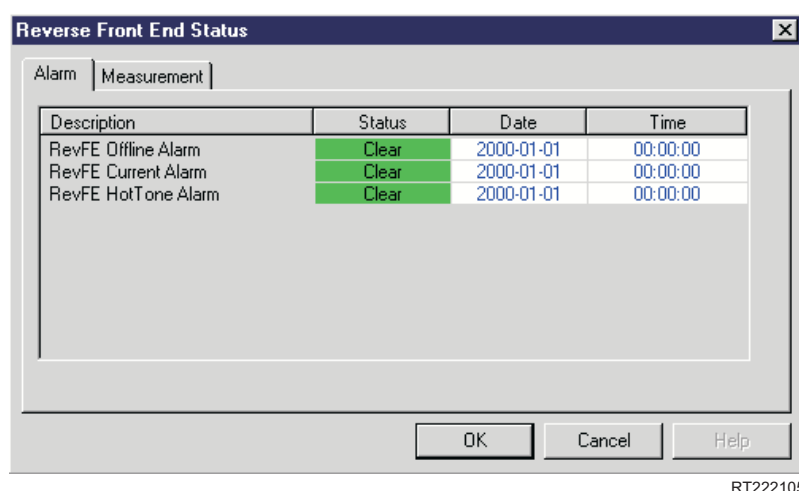 Reverse Front End Status
Alarm Measurement
Description Status Date Time
RevFE Offline Alarm Clear 2000-01-01 00:00:00
RevFE Current Alarm Clear 2000-01-01 00:00:00
RevFE HotTone Alarm Clear 2000-01-01 00:00:00
OK Cancel Help
RT222105